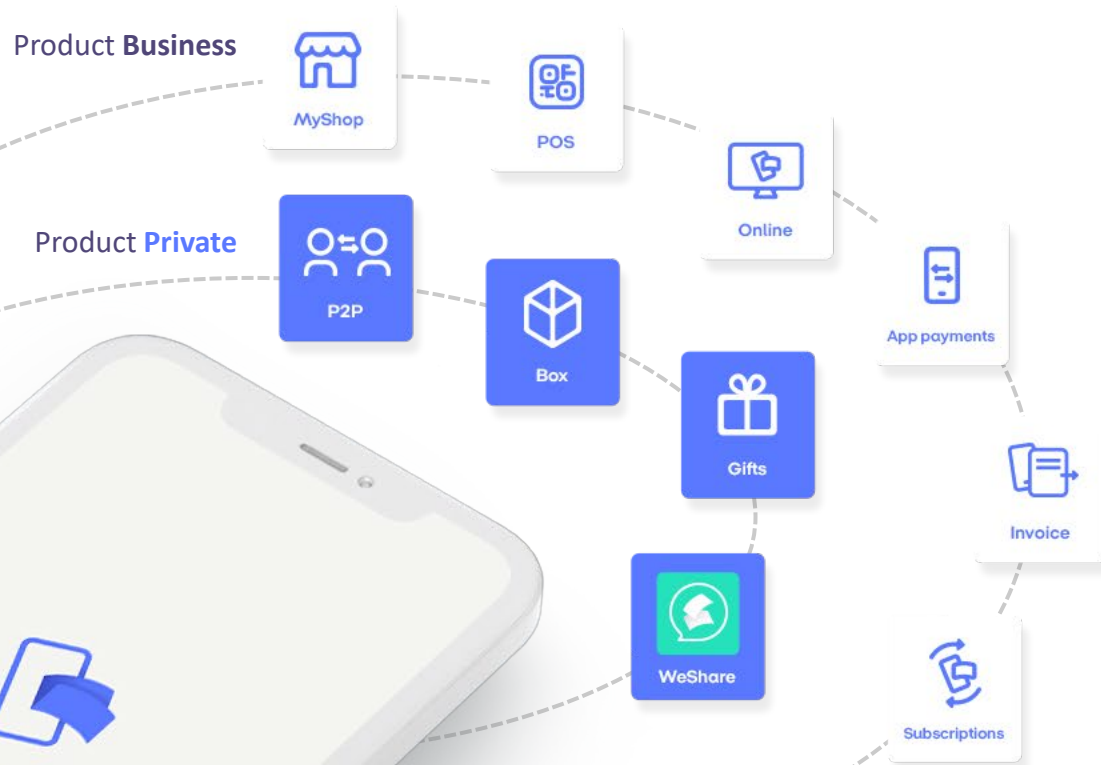 Product Business
MyShop
POS
Online
App payments
Invoice
Subscriptions
Product Private
P2P
Box
Gifts
WeShare